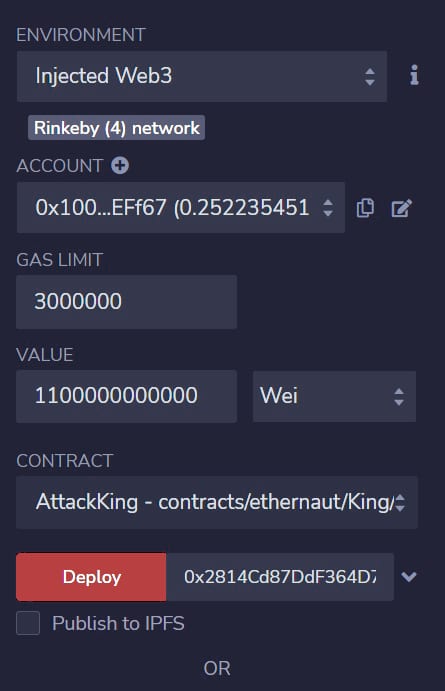 ENVIRONMENT
Injected Web3
Rinkeby (4) network
ACCOUNT
0x100...EFf67 (0.252235451
GAS LIMIT
3000000
VALUE
1100000000000 Wei
CONTRACT
AttackKing - contracts/ethernaut/King/
Deploy 0x2814Cd87DdF364D7
Publish to IPFS
OR